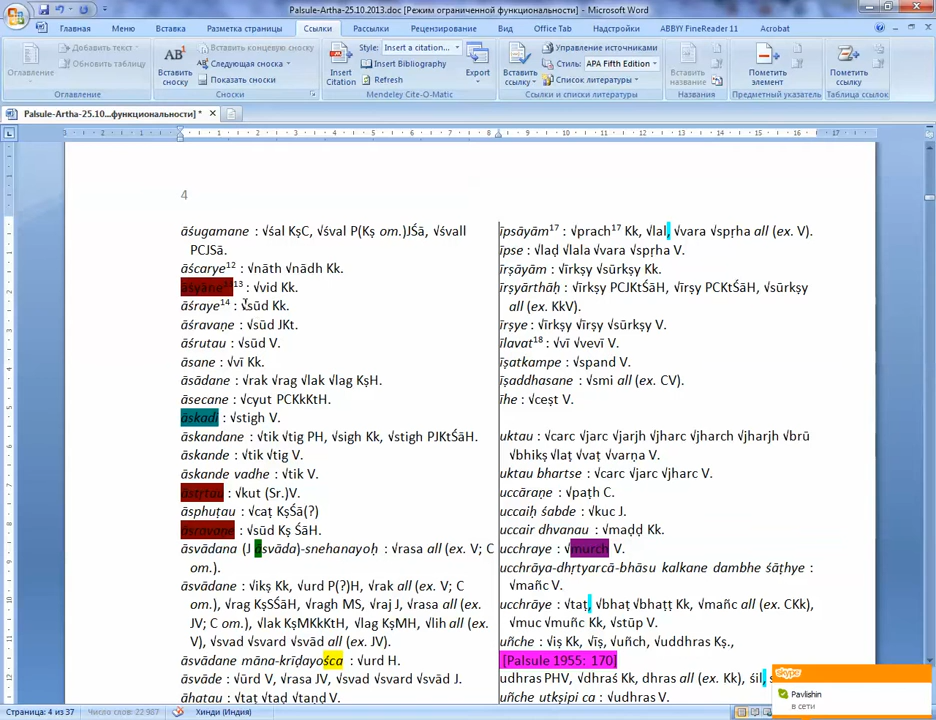 Palsule-Artha-25.10.2013.doc [Режим ограниченной функциональности] - Microsoft Word
Главная Меню Вставка Разметка страницы Ссылки Рассылки Рецензирование Вид Office Tab Надстройки ABBYY FineReader 11 Acrobat
Оглавление
Добавить текст
Обновить таблицу
Оглавление
AB¹
Вставить сноску
Вставить концевую сноску
Следующая сноска
Показать сноски
Сноски
Insert Citation
Style: Insert a citation...
Insert Bibliography
Refresh
Export
Mendeley Cite-O-Matic
Вставить ссылку
Управление источниками
Стиль: APA Fifth Edition
Список литературы
Ссылки и списки литературы
Вставить название
Названия
Пометить элемент
Предметный указатель
Пометить ссылку
Таблица ссылок
Palsule-Artha-25.10...функциональности] *
4
āśugamane : √śal KṣC, √śval P(Kṣ om.)JŚā, √śvall
PCJSā.
āścarye12 : √nāth √nādh Kk.
: √vid Kk.
āśraye14 : √sūd Kk.
āśravaṇe : √sūd JKt.
āśrutau : √sūd V.
āsane : √vī Kk.
āsādane : √rak √rag √lak √lag KṣH.
āsecane : √cyut PCKkKtH.
āskadi : √stigh V.
āskandane : √tik √tig PH, √sigh Kk, √stigh PJKtŚāH.
āskande : √tik √tig V.
āskande vadhe : √tik V.
āstṛtau : √kut (Sr.)V.
āsphuṭau : √caṭ KṣŚā(?)
āsravane : √sūd Kṣ ŚāH.
āsvādana (J āsvāda)-snehanayoḥ : √rasa all (ex. V; C
om.).
āsvādane : √ikṣ Kk, √urd P(?)H, √rak all (ex. V; C
om.), √rag KṣSŚāH, √ragh MS, √raj J, √rasa all (ex.
JV; C om.), √lak KṣMKkKtH, √lag KṣMH, √lih all (ex.
V), √svad √svard √svād all (ex. JV).
āsvādane māna-krīḍayośca : √urd H.
āsvāde : √ūrd V, √rasa JV, √svad √svard √svād J.
āhatau : √taṭ √taḍ √taṇḍ V.
īpsāyām17 : √prach17 Kk, √lal, √vara √spṛha all (ex. V).
īpse : √laḍ √lala √vara √spṛha V.
īrṣāyām : √īrkṣy √sūrkṣy Kk.
īrṣyārthāḥ : √īrkṣy PCJKtŚāH, √īrṣy PCKtŚāH, √sūrkṣy
all (ex. KkV).
īrṣye : √īrkṣy √īrṣy √sūrkṣy V.
īlavat18 : √vī √vevī V.
īṣatkampe : √spand V.
īṣaddhasane : √smi all (ex. CV).
īhe : √ceṣt V.
uktau : √carc √jarc √jarjh √jharc √jharch √jharjh √brū
√bhikṣ √laṭ √vaṭ √varṇa V.
uktau bhartse : √carc √jarc √jharc V.
uccāraṇe : √paṭh C.
uccaiḥ śabde : √kuc J.
uccair dhvanau : √maḍḍ Kk.
ucchraye : √murch V.
ucchrāya-dhṛtyarcā-bhāsu kalkane dambhe śāṭhye :
√mañc V.
ucchrāye : √taṭ, √bhaṭ √bhaṭṭ Kk, √mañc all (ex. CKk),
√muc √muñc Kk, √stūp V.
uñche : √iṣ Kk, √īṣ, √uñch, √uddhras Kṣ.,
[Palsule 1955: 170]
udhras PHV, √dhraś Kk, dhras all (ex. Kk), śil,
uñche utkṣipi ca : √udhras V.
skype
Pavlishin
в сети
Страница: 4 из 37 Число слов: 22 987 Хинди (Индия)